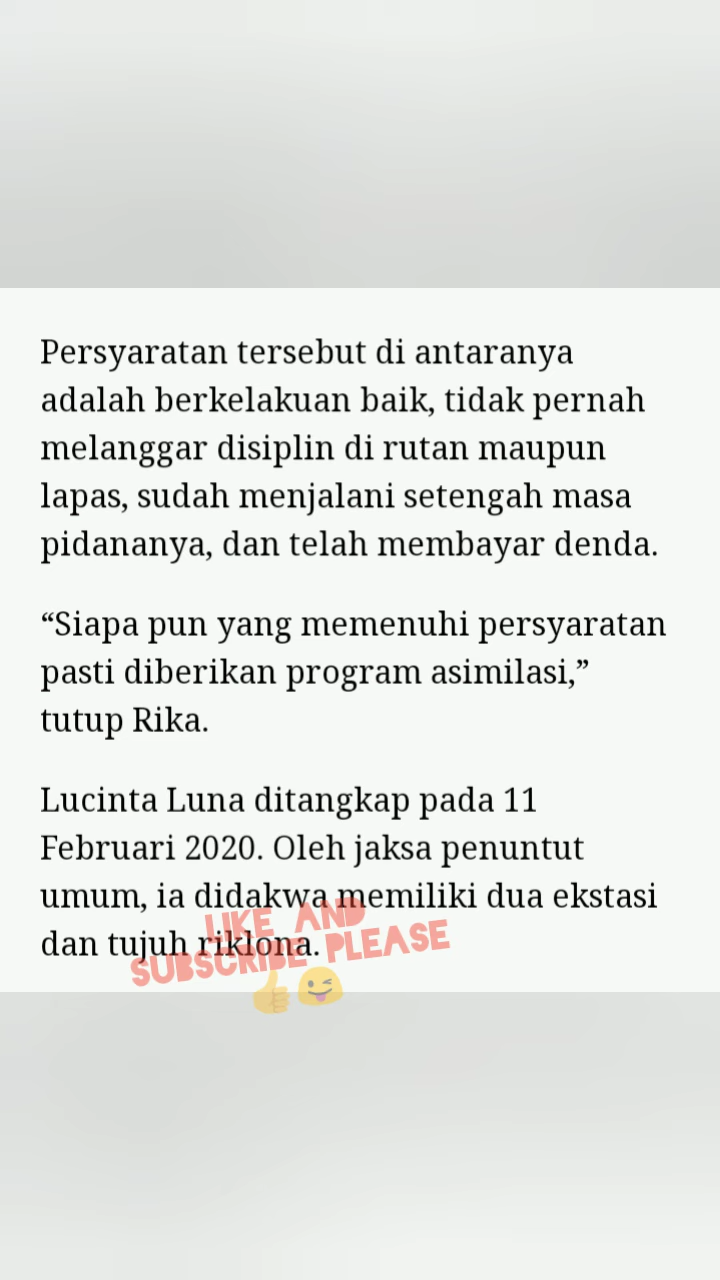 Persyaratan tersebut di antaranya
adalah berkelakuan baik, tidak pernah
melanggar disiplin di rutan maupun
lapas, sudah menjalani setengah masa
pidananya, dan telah membayar denda.
“Siapa pun yang memenuhi persyaratan
pasti diberikan program asimilasi,”
tutup Rika.
Lucinta Luna ditangkap pada 11
Februari 2020. Oleh jaksa penuntut
umum, ia didakwa memiliki dua ekstasi
dan tujuh riklona.
LIKE AND
SUBSCRIBE PLEASE